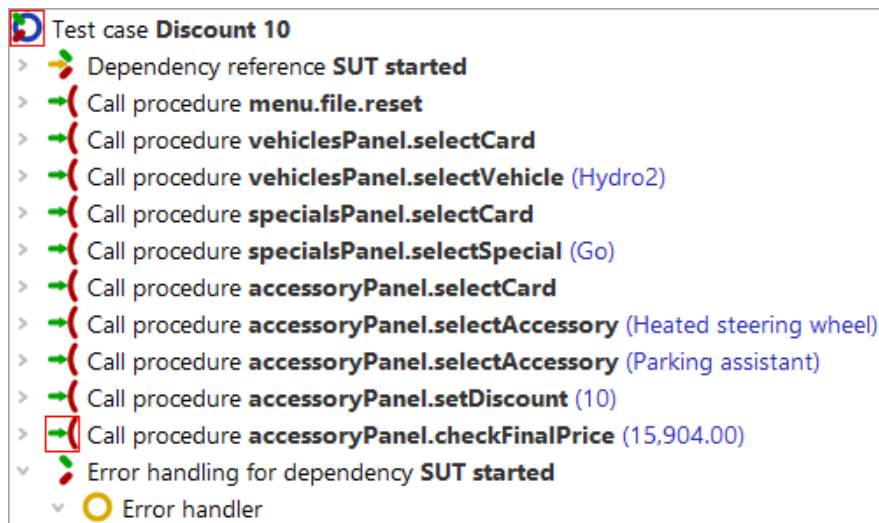 Test case Discount 10
Dependency reference SUT started
Call procedure menu.file.reset
Call procedure vehiclesPanel.selectCard
Call procedure vehiclesPanel.selectVehicle (Hydro2)
Call procedure specialsPanel.selectCard
Call procedure specialsPanel.selectSpecial (Go)
Call procedure accessoryPanel.selectCard
Call procedure accessoryPanel.selectAccessory (Heated steering wheel)
Call procedure accessoryPanel.selectAccessory (Parking assistant)
Call procedure accessoryPanel.setDiscount (10)
Call procedure accessoryPanel.checkFinalPrice (15,904.00)
Error handling for dependency SUT started
Error handler